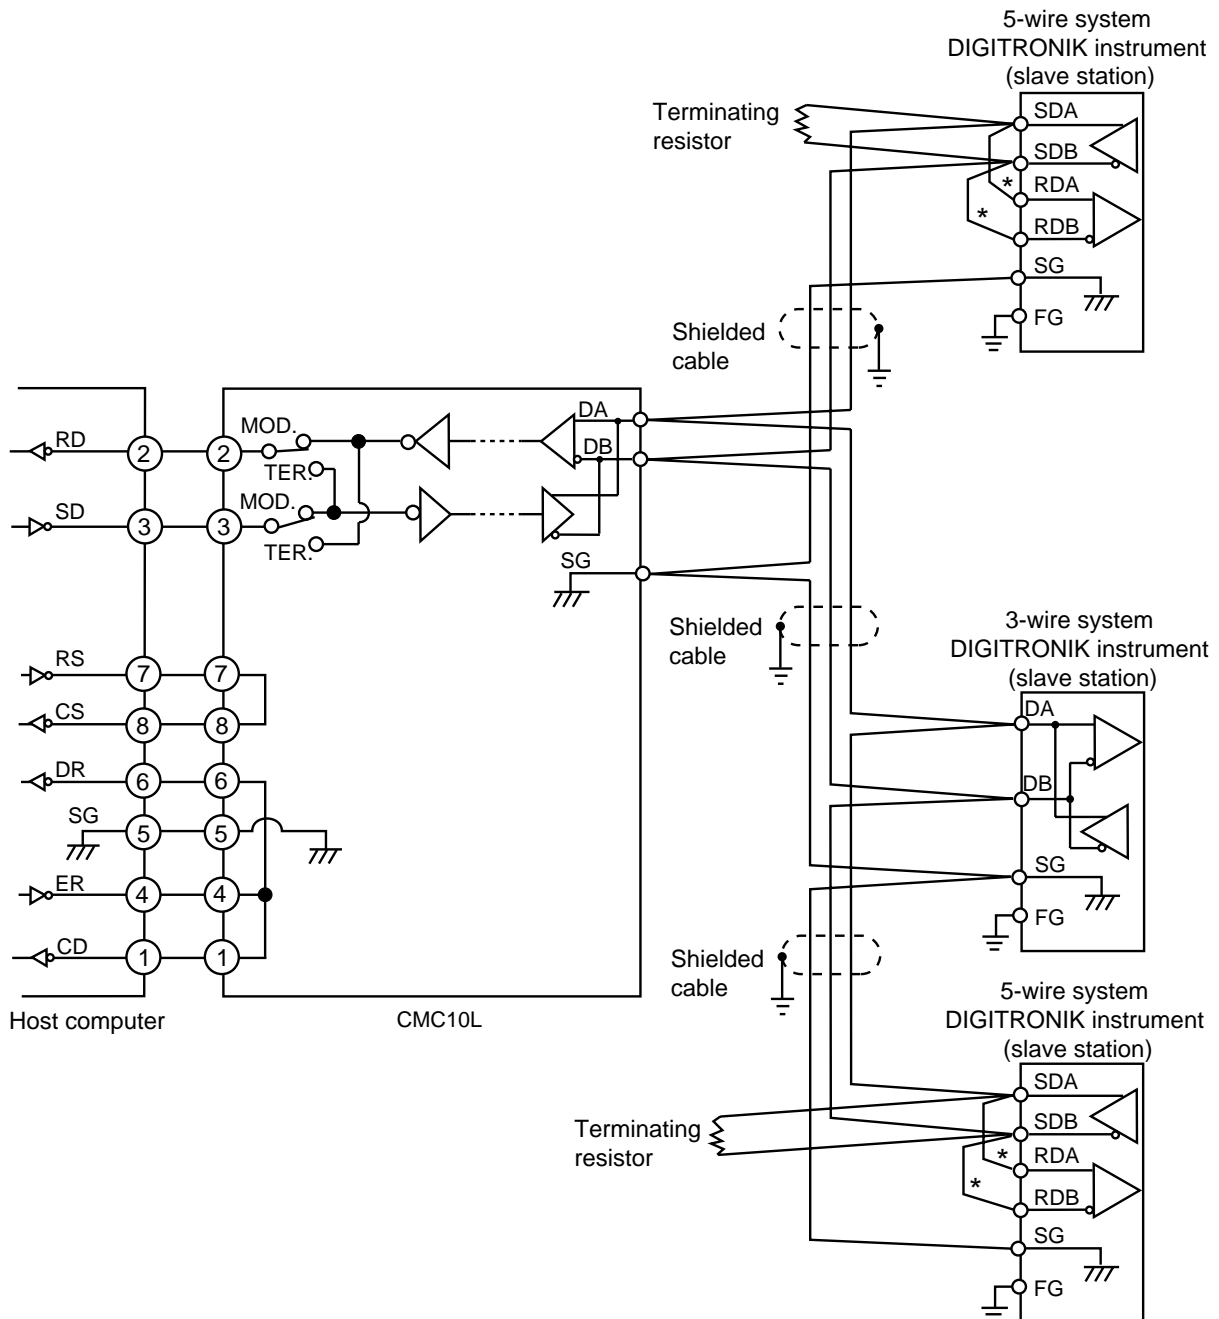 5-wire system
DIGITRONIK instrument
(slave station)
Terminating
resistor
SDA
SDB
*
RDA
*
RDB
SG
FG
Shielded
cable
RD
2
2
MOD.
TER.
DA
DB
SD
3
3
MOD.
TER.
SG
Shielded
cable
3-wire system
DIGITRONIK instrument
(slave station)
RS
7
7
CS
8
8
DR
6
6
SG
5
5
ER
4
4
CD
1
1
DA
DB
SG
FG
Shielded
cable
Host computer
CMC10L
5-wire system
DIGITRONIK instrument
(slave station)
Terminating
resistor
SDA
SDB
*
RDA
*
RDB
SG
FG